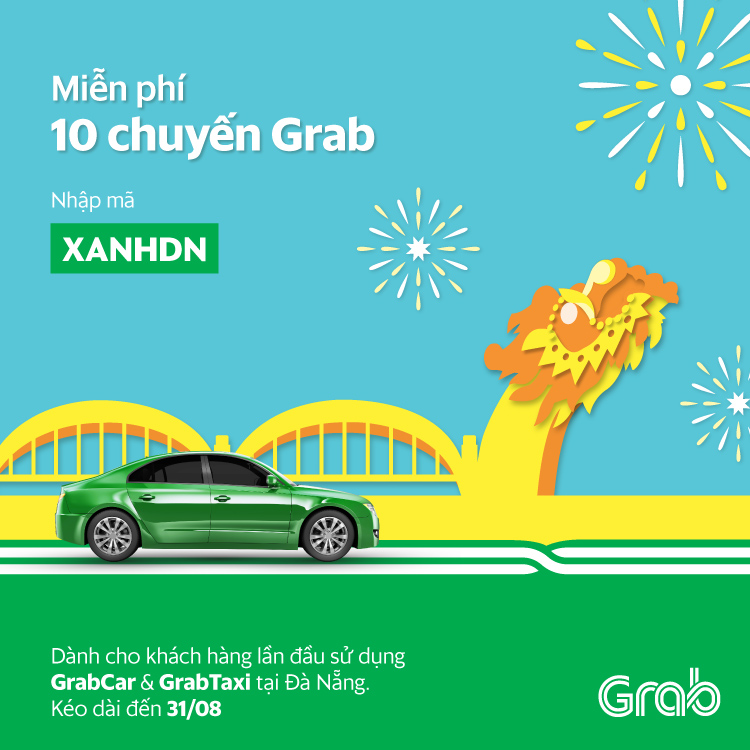 Miễn phí
10 chuyến Grab
Nhập mã
XANHDN
Dành cho khách hàng lần đầu sử dụng
GrabCar & GrabTaxi tại Đà Nẵng.
Kéo dài đến 31/08
Grab